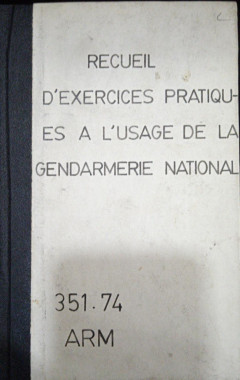 RECUEIL
D'EXERCICES PRATIQU-
ES A L'USAGE DE LA
GENDARMERIE NATIONAL
351.74
ARM